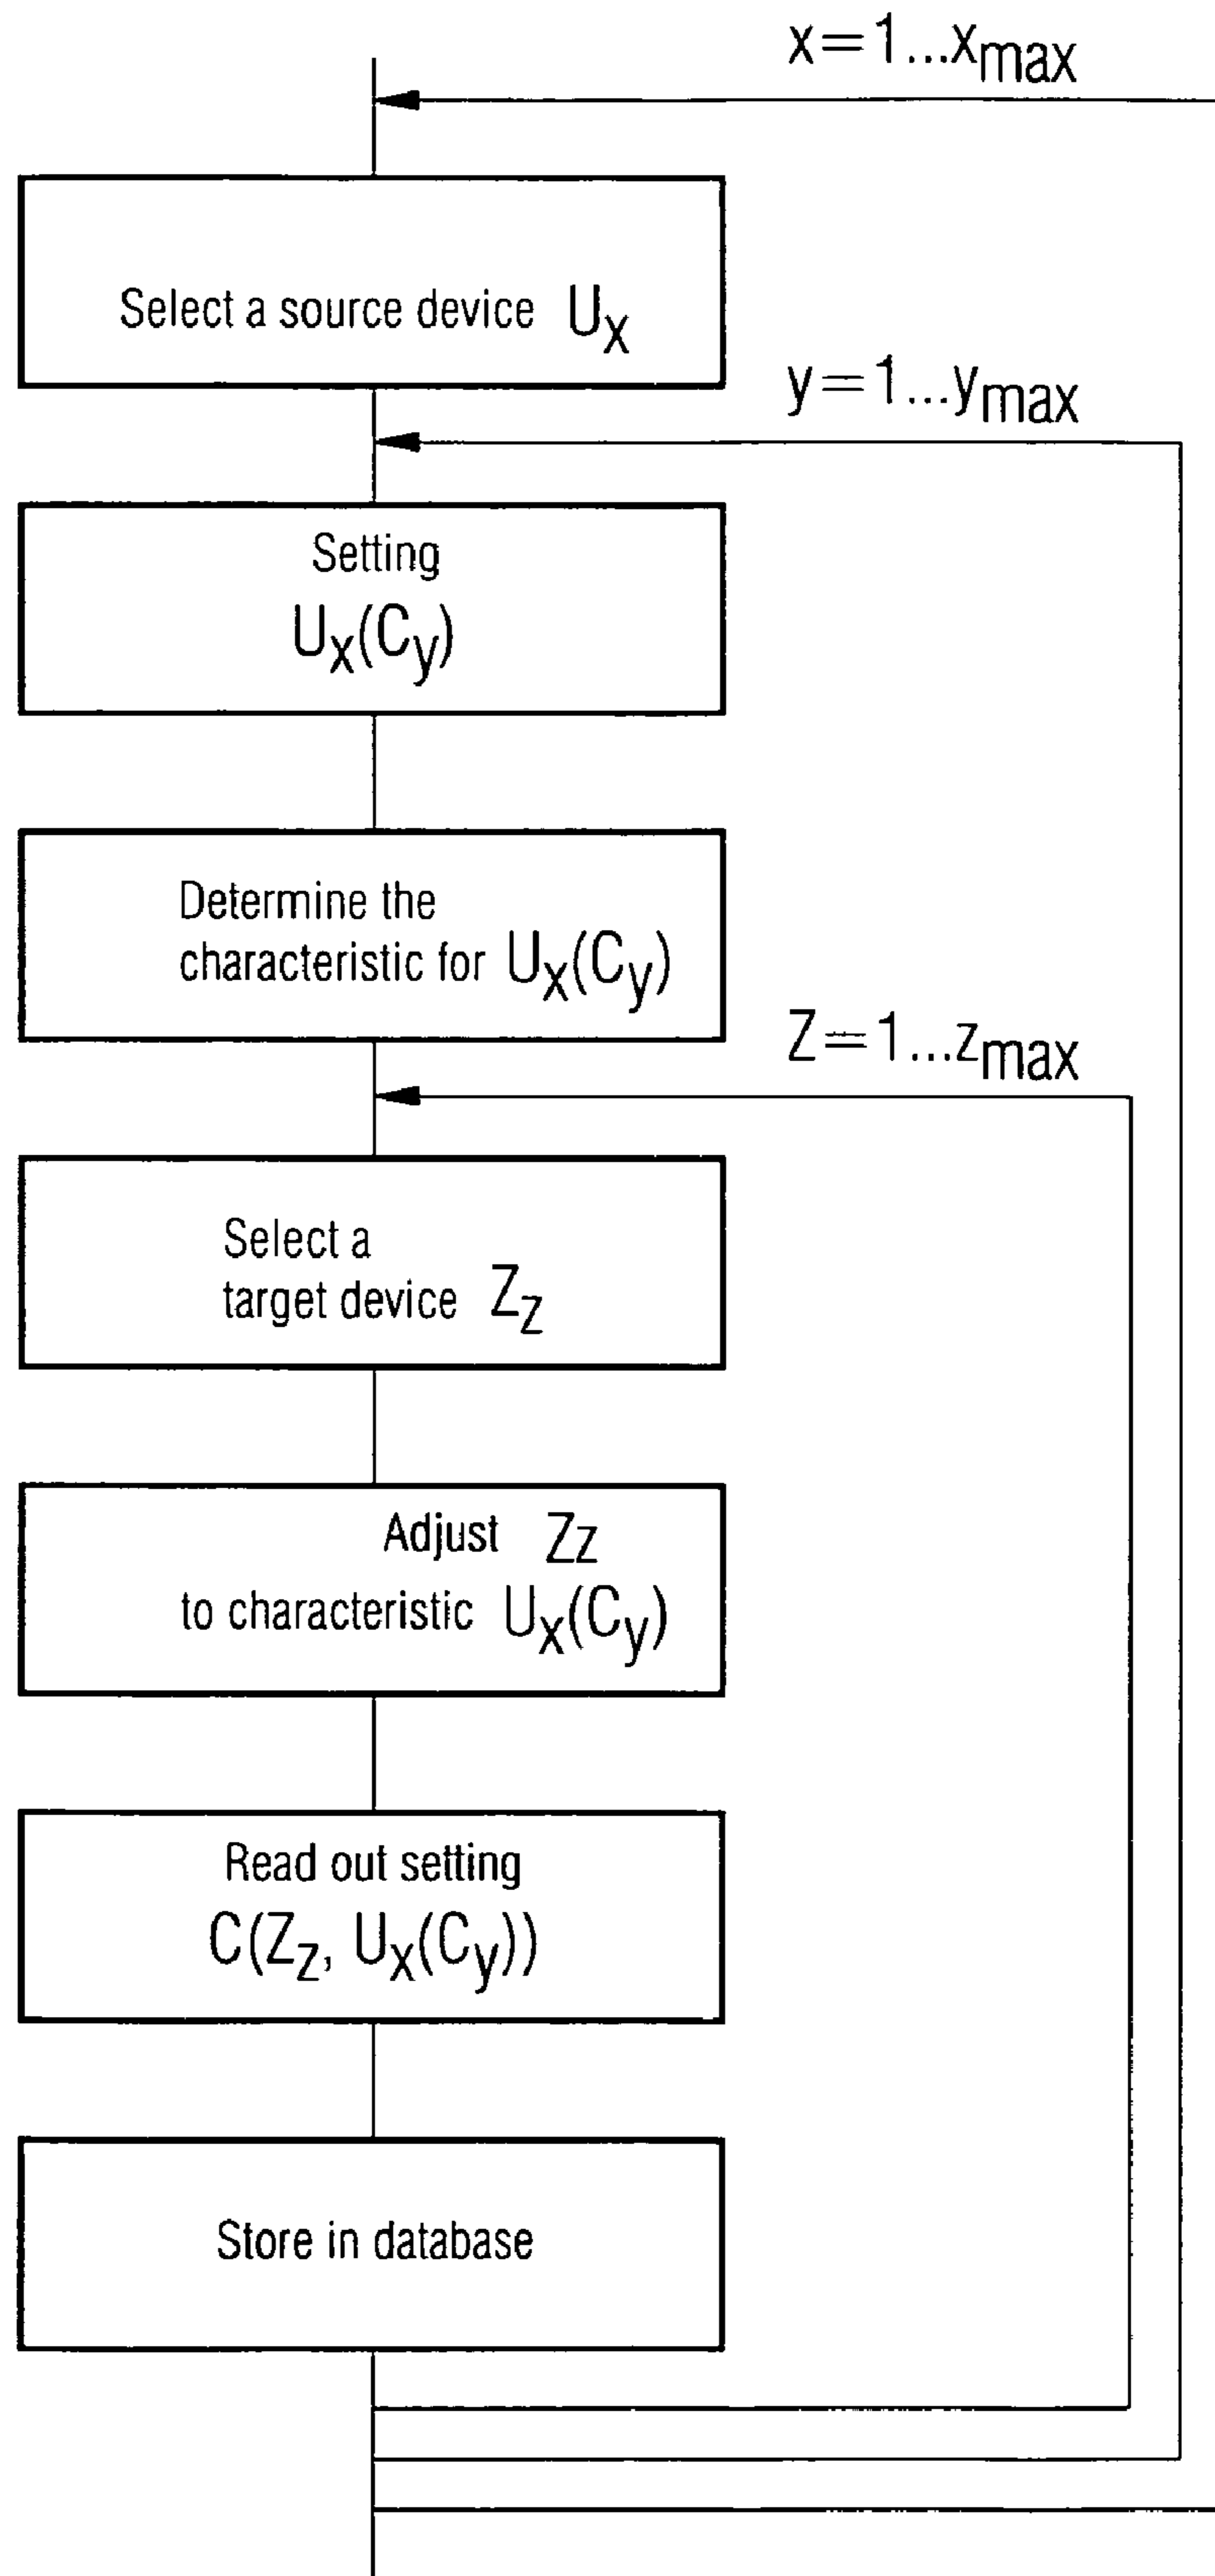 x=1...xmax
Select a source device Ux
y=1...ymax
Setting
Ux(Cy)
Determine the
characteristic for Ux(Cy)
Z=1...zmax
Select a
target device Zz
Adjust Zz
to characteristic Ux(Cy)
Read out setting
C(Zz, Ux(Cy))
Store in database